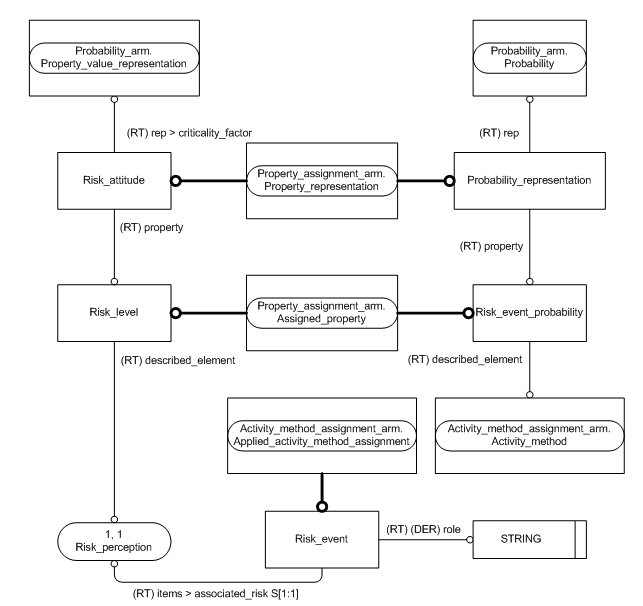 Probability_arm.
Property_value_representation
Probability_arm.
Probability
(RT) rep > criticality_factor
(RT) rep
Risk_attitude
Property_assignment_arm.
Property_representation
Probability_representation
(RT) property
(RT) property
Risk_level
Property_assignment_arm.
Assigned_property
Risk_event_probability
(RT) described_element
(RT) described_element
Activity_method_assignment_arm.
Applied_activity_method_assignment
Activity_method_assignment_arm.
Activity_method
1, 1
Risk_perception
Risk_event
(RT) (DER) role
STRING
(RT) items > associated_risk S[1:1]